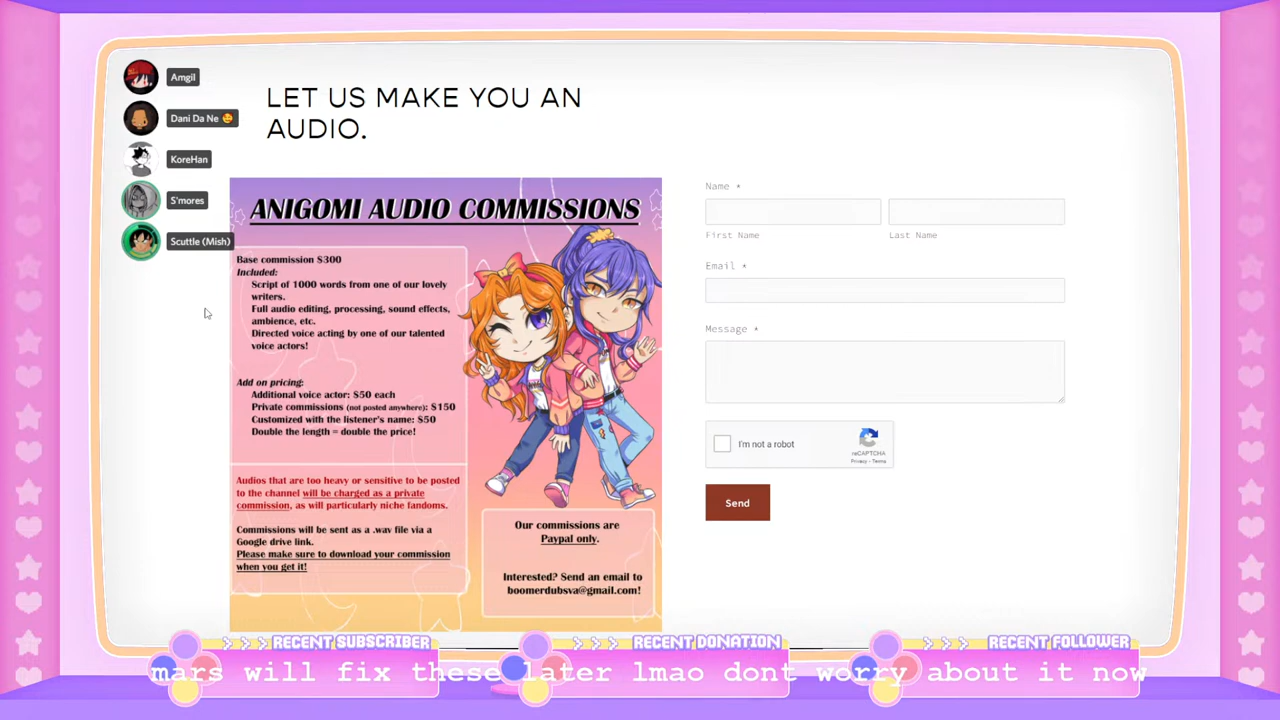 Amgil
Dani Da Ne 🥰
KoreHan
S'mores
Scuttle (Mish)
LET US MAKE YOU AN
AUDIO.
ANIGOMI AUDIO COMMISSIONS
Base commission $300
Included:
Script of 1000 words from one of our lovely
writers.
Full audio editing, processing, sound effects,
ambience, etc.
Directed voice acting by one of our talented
voice actors!
Add on pricing:
Additional voice actor: $50 each
Private commissions (not posted anywhere): $150
Customized with the listener's name: $50
Double the length = double the price!
Audios that are too heavy or sensitive to be posted
to the channel will be charged as a private
commission, as will particularly niche fandoms.
Commissions will be sent as a .wav file via a
Google drive link.
Please make sure to download your commission
when you get it!
Our commissions are
Paypal only.
Interested? Send an email to
boomerdubsva@gmail.com!
Name *
First Name
Last Name
Email *
Message *
I'm not a robot
reCAPTCHA
Privacy - Terms
Send
> > > RECENT SUBSCRIBER
> > > RECENT DONATION
> > > RECENT FOLLOWER
mars will fix these later lmao dont worry about it now